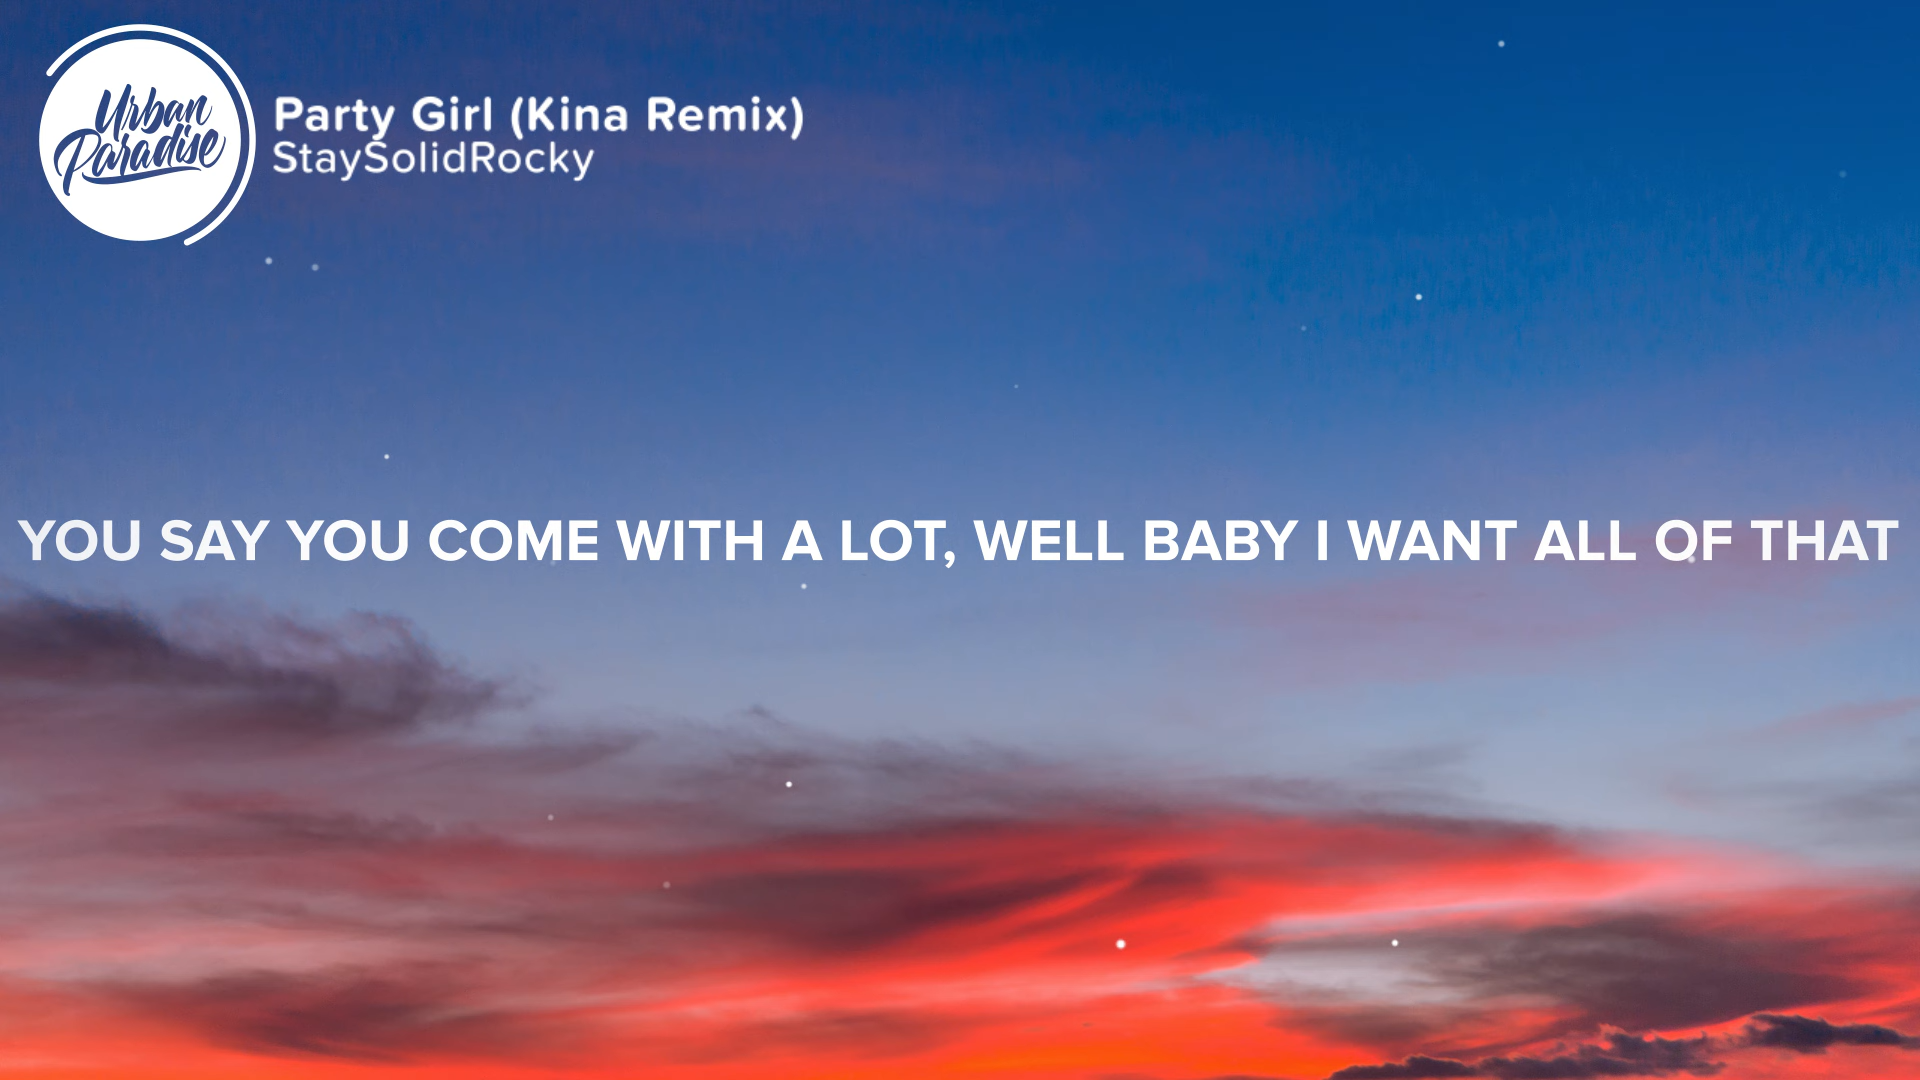 Urban
Paradise
Party Girl (Kina Remix)
StaySolidRocky
YOU SAY YOU COME WITH A LOT, WELL BABY I WANT ALL OF THAT